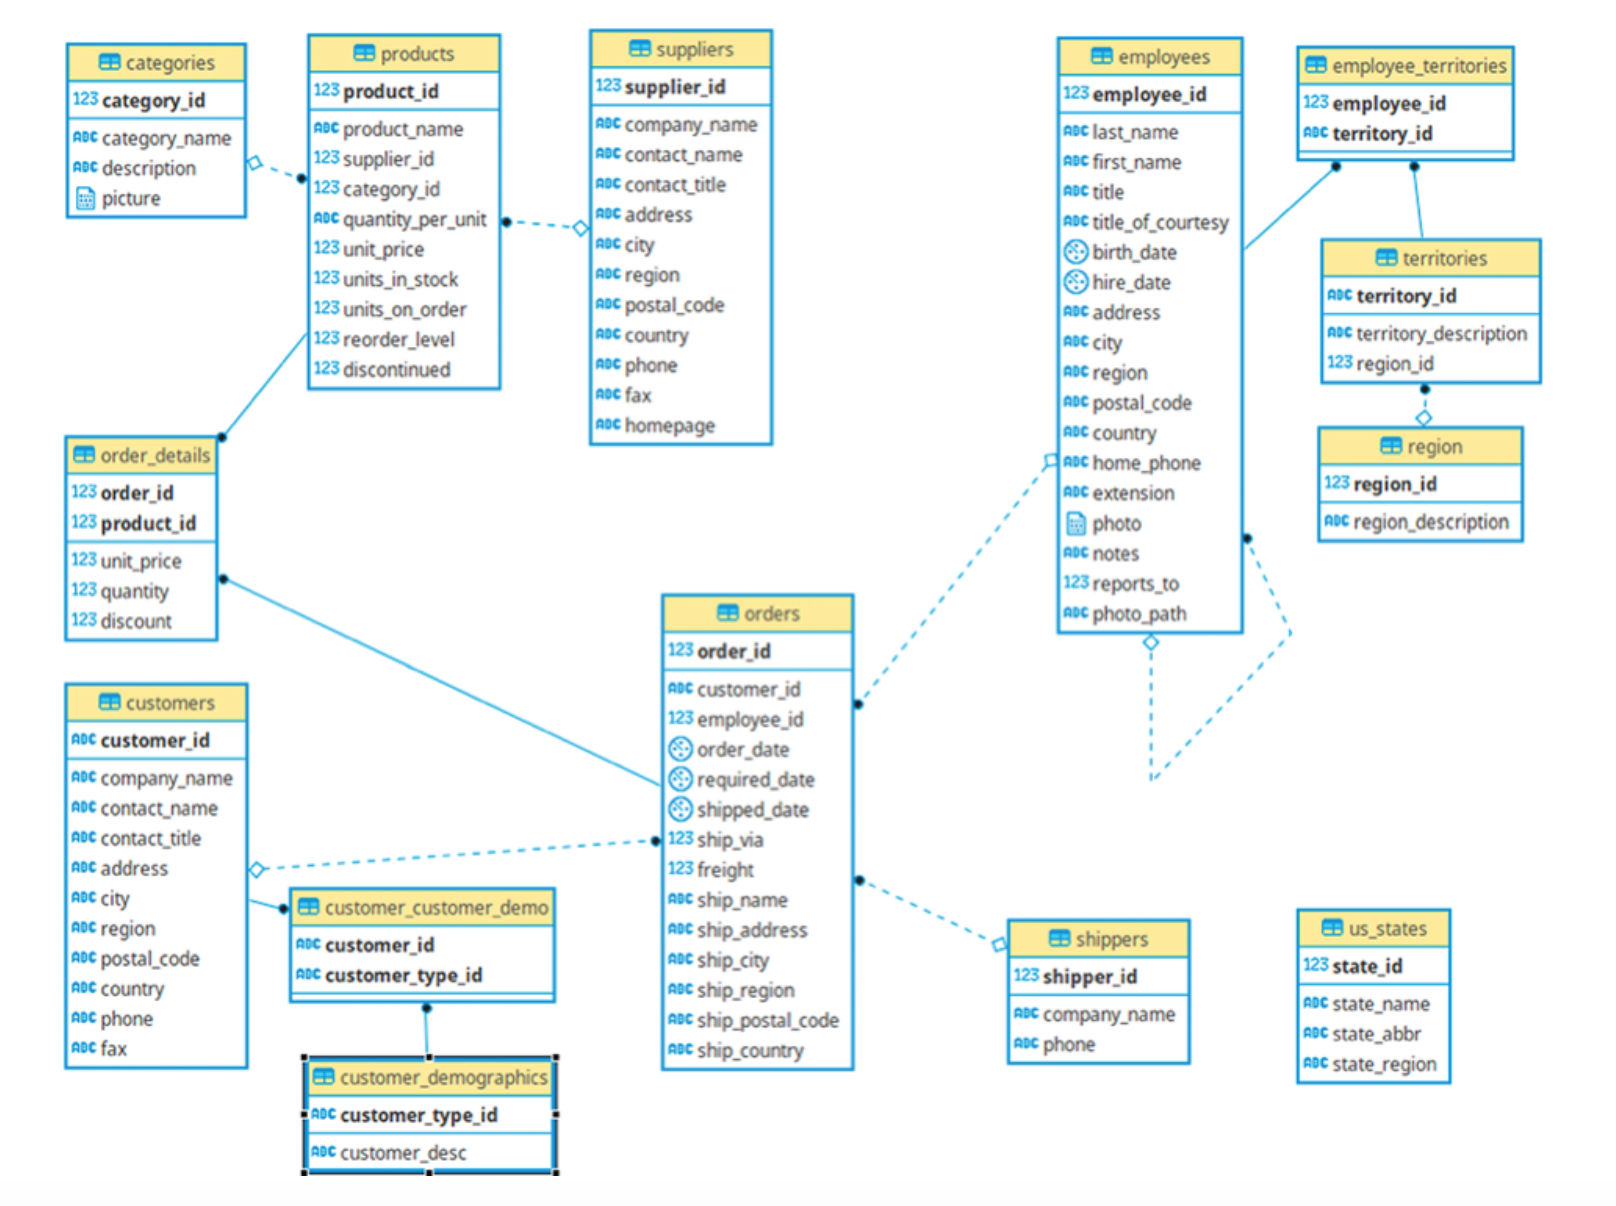 categories
123 category_id
ABC category_name
ABC description
picture
products
123 product_id
ABC product_name
123 supplier_id
123 category_id
ABC quantity_per_unit
123 unit_price
123 units_in_stock
123 units_on_order
123 reorder_level
123 discontinued
suppliers
123 supplier_id
ABC company_name
ABC contact_name
ABC contact_title
ABC address
ABC city
ABC region
ABC postal_code
ABC country
ABC phone
ABC fax
ABC homepage
employees
123 employee_id
ABC last_name
ABC first_name
ABC title
ABC title_of_courtesy
birth_date
hire_date
ABC address
ABC city
ABC region
ABC postal_code
ABC country
ABC home_phone
ABC extension
photo
ABC notes
123 reports_to
ABC photo_path
employee_territories
123 employee_id
ABC territory_id
territories
ABC territory_id
ABC territory_description
123 region_id
region
123 region_id
ABC region_description
order_details
123 order_id
123 product_id
123 unit_price
123 quantity
123 discount
orders
123 order_id
ABC customer_id
123 employee_id
order_date
required_date
shipped_date
123 ship_via
123 freight
ABC ship_name
ABC ship_address
ABC ship_city
ABC ship_region
ABC ship_postal_code
ABC ship_country
customers
ABC customer_id
ABC company_name
ABC contact_name
ABC contact_title
ABC address
ABC city
ABC region
ABC postal_code
ABC country
ABC phone
ABC fax
customer_customer_demo
ABC customer_id
ABC customer_type_id
customer_demographics
ABC customer_type_id
ABC customer_desc
shippers
123 shipper_id
ABC company_name
ABC phone
us_states
123 state_id
ABC state_name
ABC state_abbr
ABC state_region